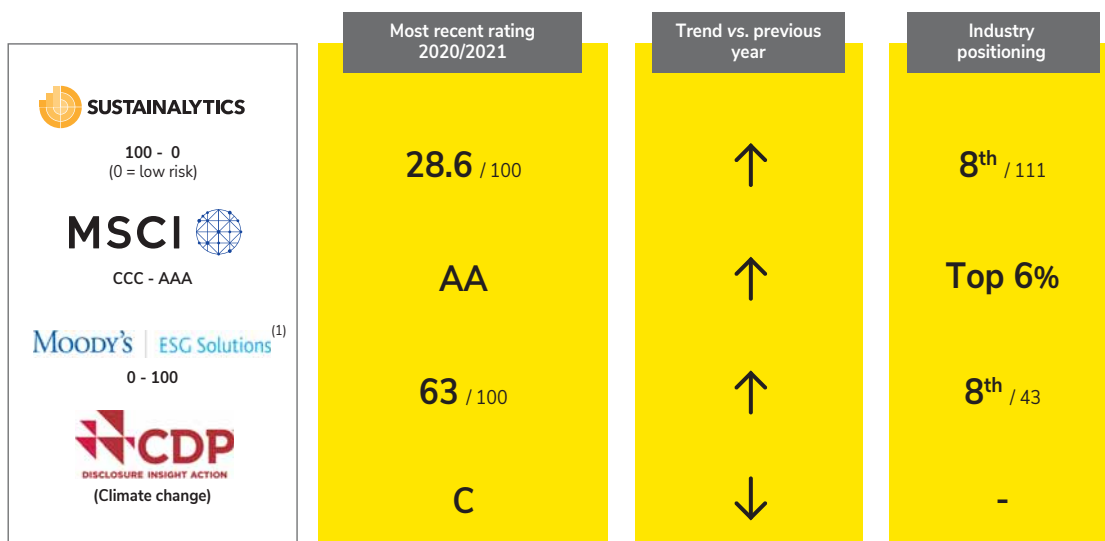 Most recent rating
2020/2021
Trend vs. previous
year
Industry
positioning
SUSTAINALYTICS
100 - 0
(0 = low risk)
28.6 / 100
↑
8th / 111
MSCI
CCC - AAA
AA
↑
Top 6%
MOODY'S | ESG Solutions(1)
0 - 100
63 / 100
↑
8th / 43
CDP
DISCLOSURE INSIGHT ACTION
(Climate change)
C
↓
-